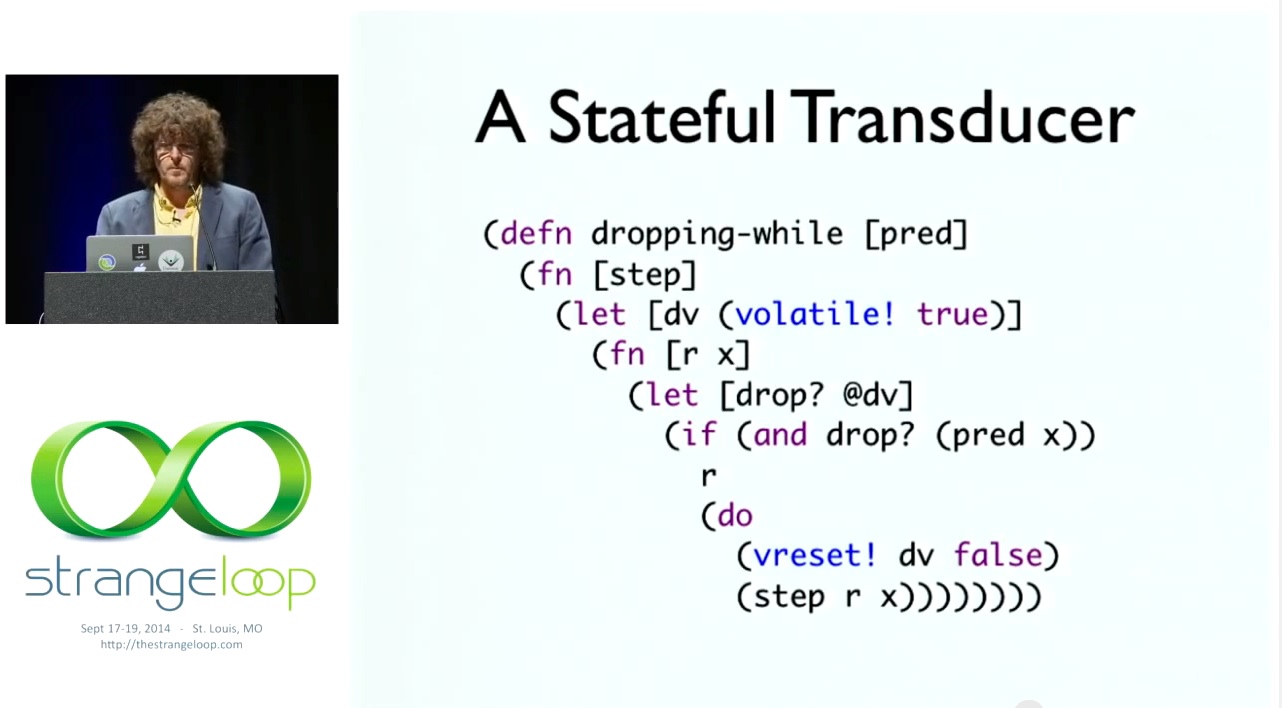 A Stateful Transducer
(defn dropping-while [pred]
(fn [step]
(let [dv (volatile! true)]
(fn [r x]
(let [drop? @dv]
(if (and drop? (pred x))
r
(do
(vreset! dv false)
(step r x))))))))
strangeloop
Sept 17-19, 2014 - St. Louis, MO
http://thestrangeloop.com